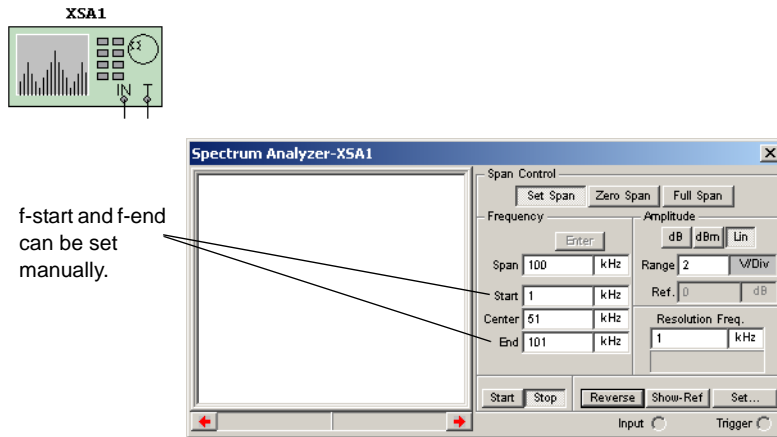 XSA1
IN T
Spectrum Analyzer-XSA1
f-start and f-end
can be set
manually.
Span Control
Set Span Zero Span Full Span
Frequency
Enter
Span 100 kHz
Start 1 kHz
Center 51 kHz
End 101 kHz
Amplitude
dB dBm Lin
Range 2 V/Div
Ref. 0 dB
Resolution Freq.
1 kHz
Start Stop Reverse Show-Ref Set...
Input Trigger